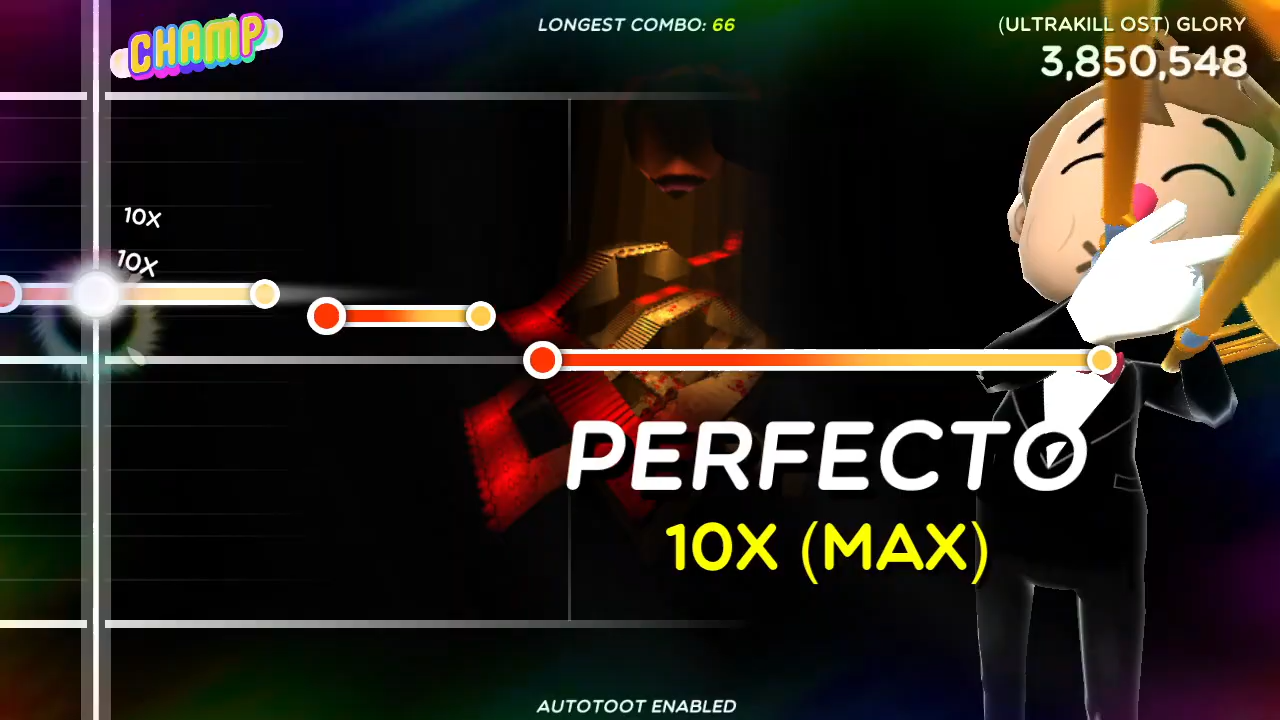 CHAMP
LONGEST COMBO: 66
(ULTRAKILL OST) GLORY
3,850,548
10X
10X
PERFECTO
10X (MAX)
AUTOTOOT ENABLED